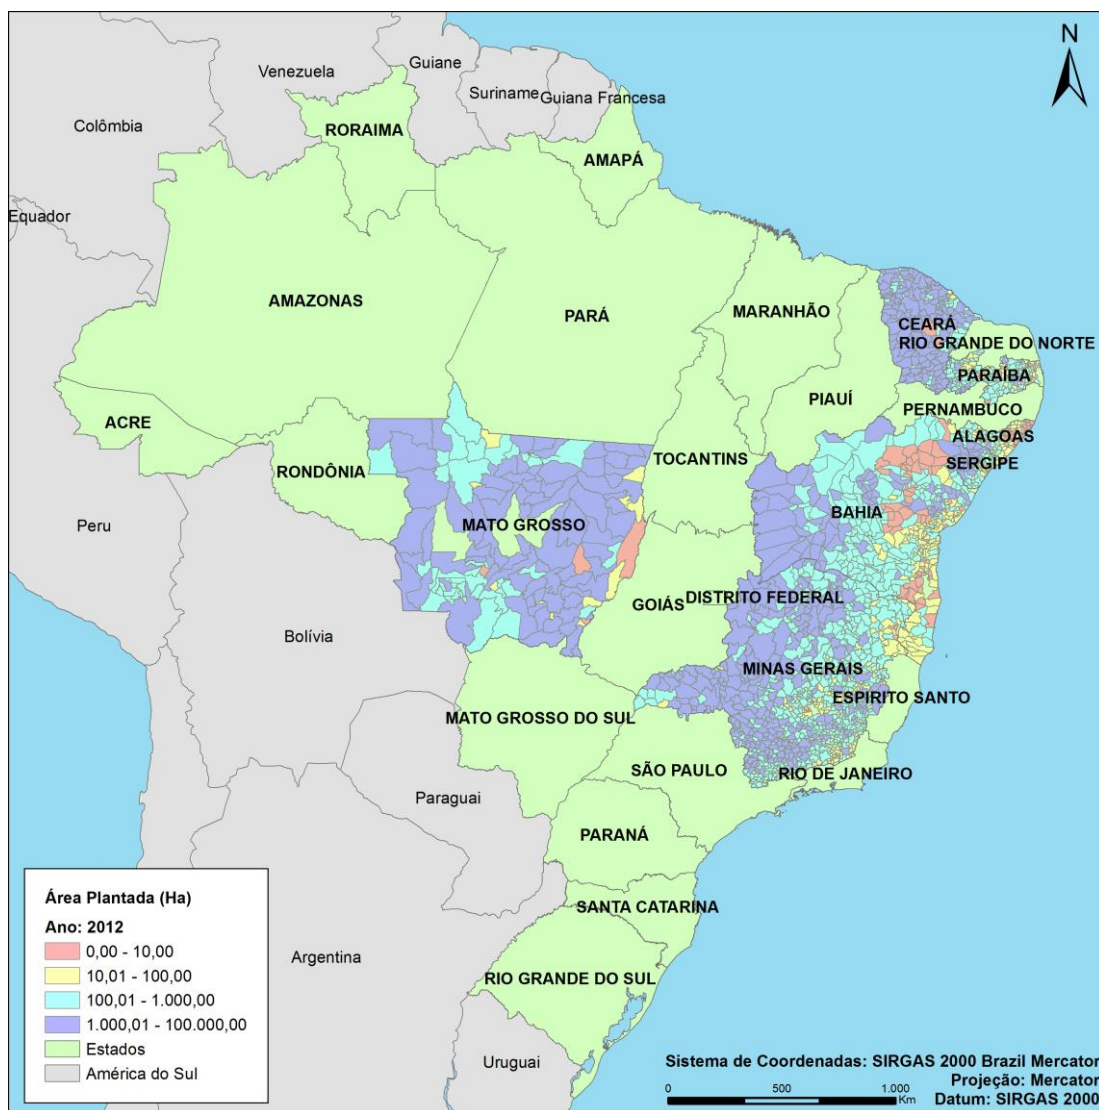 N
Guiane
Venezuela
Suriname
Guiana Francesa
Colômbia
RORAIMA
AMAPÁ
Equador
AMAZONAS
PARÁ
MARANHÃO
CEARÁ
RIO GRANDE DO NORTE
PARAÍBA
PIAUÍ
PERNAMBUCO
ACRE
ALAGOAS
RONDÔNIA
TOCANTINS
SERGIPE
BAHIA
Peru
MATO GROSSO
DISTRITO FEDERAL
GOIÁS
Bolívia
MINAS GERAIS
ESPIRITO SANTO
MATO GROSSO DO SUL
SÃO PAULO
RIO DE JANEIRO
Paraguai
PARANÁ
SANTA CATARINA
Argentina
RIO GRANDE DO SUL
Uruguai
Área Plantada (Ha)
Ano: 2012
0,00 - 10,00
10,01 - 100,00
100,01 - 1.000,00
1.000,01 - 100.000,00
Estados
América do Sul
Sistema de Coordenadas: SIRGAS 2000 Brazil Mercator
Projeção: Mercator
Datum: SIRGAS 2000
0 500 1.000
Km